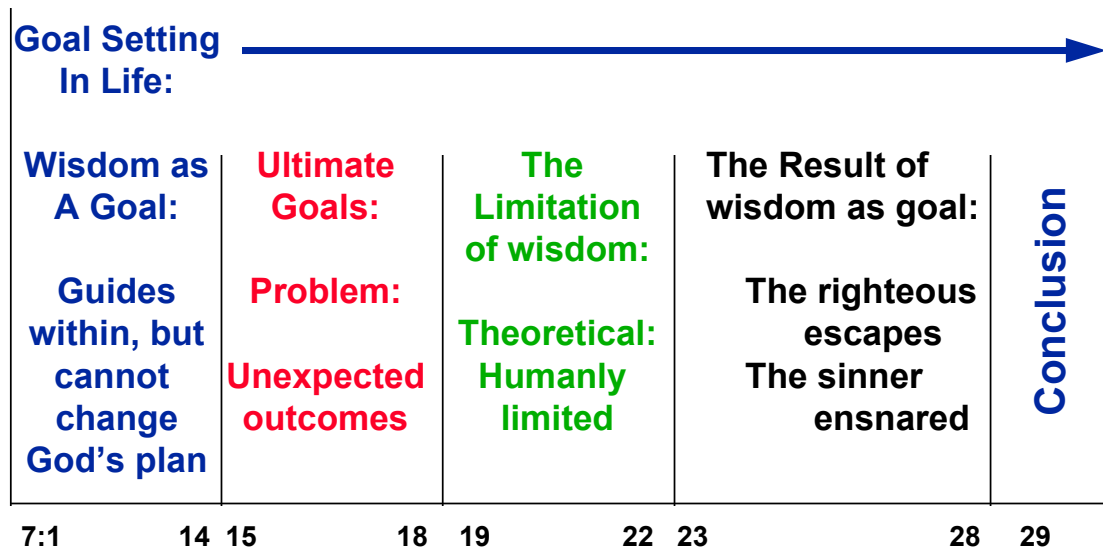 Goal Setting
In Life:
Wisdom as
A Goal:
Guides
within, but
cannot
change
God's plan
Ultimate
Goals:
Problem:
Unexpected
outcomes
The
Limitation
of wisdom:
Theoretical:
Humanly
limited
The Result of
wisdom as goal:
The righteous
escapes
The sinner
ensnared
Conclusion
7:1 14 15 18 19 22 23 28 29